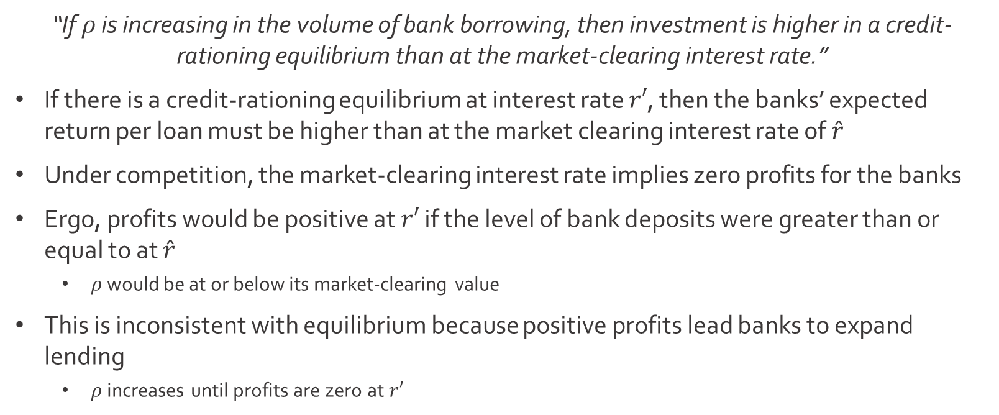 “If ρ is increasing in the volume of bank borrowing, then investment is higher in a credit-
rationing equilibrium than at the market-clearing interest rate.”
• If there is a credit-rationing equilibrium at interest rate r′, then the banks’ expected
return per loan must be higher than at the market clearing interest rate of r̂
• Under competition, the market-clearing interest rate implies zero profits for the banks
• Ergo, profits would be positive at r′ if the level of bank deposits were greater than or
equal to at r̂
• ρ would be at or below its market-clearing value
• This is inconsistent with equilibrium because positive profits lead banks to expand
lending
• ρ increases until profits are zero at r′